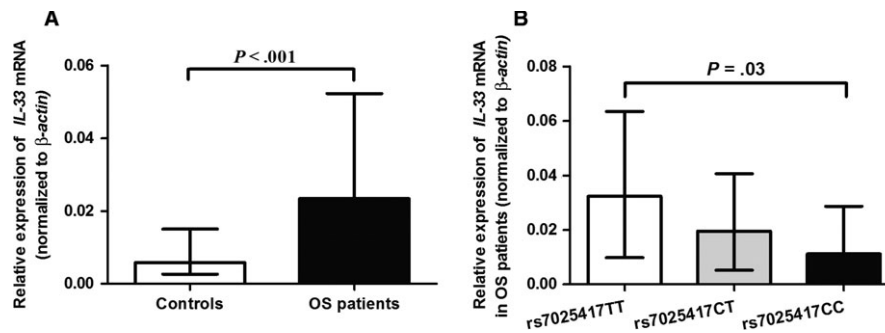 A
Relative expression of IL-33 mRNA
(normalized to β-actin)
P < .001
0.06
0.04
0.02
0.00
Controls
OS patients
B
Relative expression of IL-33 mRNA
in OS patients (normalized to β-actin)
P = .03
0.08
0.06
0.04
0.02
0.00
rs7025417TT
rs7025417CT
rs7025417CC